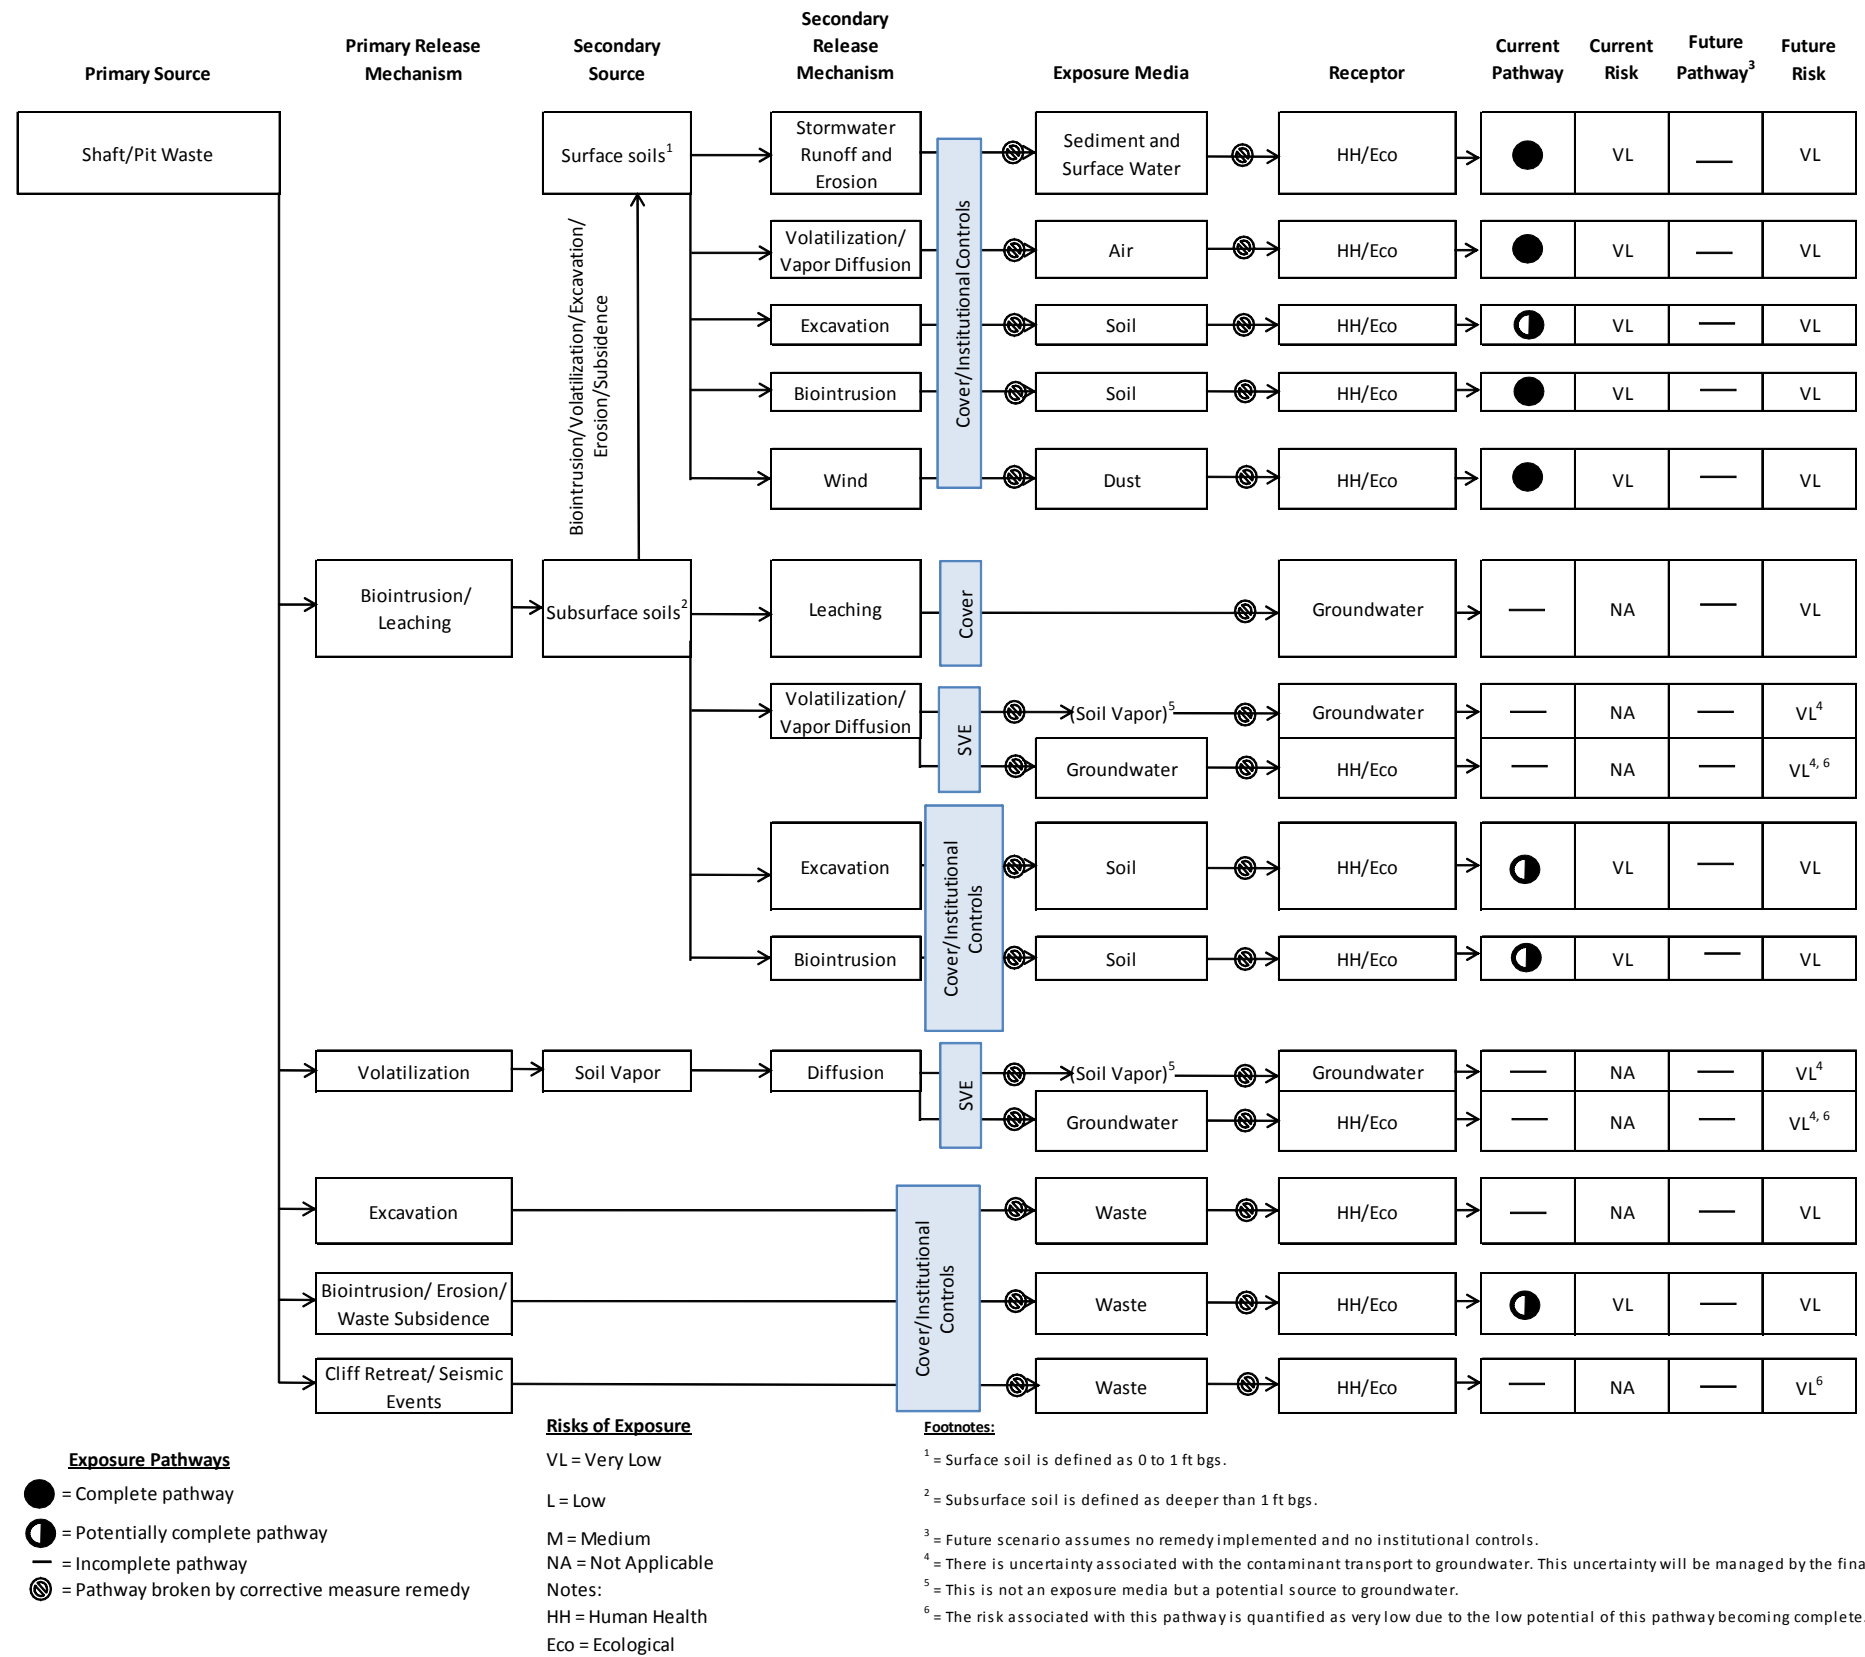 Primary Source
Primary Release
Mechanism
Secondary
Source
Secondary
Release
Mechanism
Exposure Media
Receptor
Current
Pathway
Current
Risk
Future
Pathway3
Future
Risk
Shaft/Pit Waste
Surface soils1
Stormwater
Runoff and
Erosion
Sediment and
Surface Water
HH/Eco
VL
VL
Volatilization/
Vapor Diffusion
Air
HH/Eco
VL
VL
Excavation
Soil
HH/Eco
VL
VL
Biointrusion
Soil
HH/Eco
VL
VL
Wind
Dust
HH/Eco
VL
VL
Cover/Institutional Controls
Biointrusion/Volatilization/Excavation/
Erosion/Subsidence
Biointrusion/
Leaching
Subsurface soils2
Leaching
Cover
Groundwater
NA
VL
Volatilization/
Vapor Diffusion
SVE
(Soil Vapor)5
Groundwater
NA
VL4
Groundwater
HH/Eco
NA
VL4, 6
Excavation
Cover/Institutional
Controls
Soil
HH/Eco
VL
VL
Biointrusion
Soil
HH/Eco
VL
VL
Volatilization
Soil Vapor
Diffusion
SVE
(Soil Vapor)5
Groundwater
NA
VL4
Groundwater
HH/Eco
NA
VL4, 6
Excavation
Cover/Institutional
Controls
Waste
HH/Eco
NA
VL
Biointrusion/ Erosion/
Waste Subsidence
Waste
HH/Eco
VL
VL
Cliff Retreat/ Seismic
Events
Waste
HH/Eco
NA
VL6
Exposure Pathways
= Complete pathway
= Potentially complete pathway
= Incomplete pathway
= Pathway broken by corrective measure remedy
Risks of Exposure
VL = Very Low
L = Low
M = Medium
NA = Not Applicable
Notes:
HH = Human Health
Eco = Ecological
Footnotes:
1 = Surface soil is defined as 0 to 1 ft bgs.
2 = Subsurface soil is defined as deeper than 1 ft bgs.
3 = Future scenario assumes no remedy implemented and no institutional controls.
4 = There is uncertainty associated with the contaminant transport to groundwater. This uncertainty will be managed by the fina
5 = This is not an exposure media but a potential source to groundwater.
6 = The risk associated with this pathway is quantified as very low due to the low potential of this pathway becoming complete.